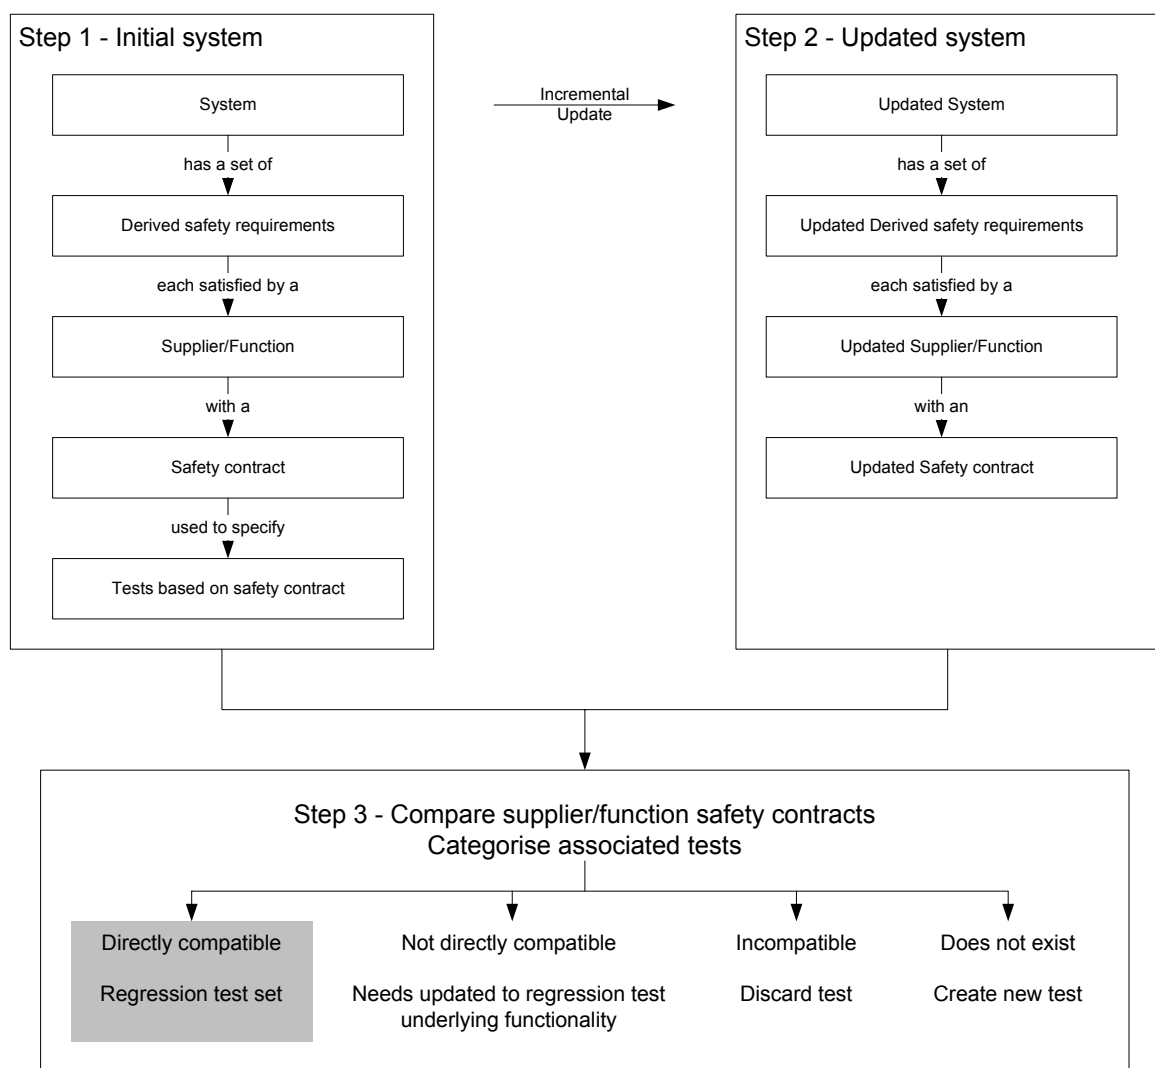 Step 1 - Initial system
System
has a set of
Derived safety requirements
each satisfied by a
Supplier/Function
with a
Safety contract
used to specify
Tests based on safety contract
Incremental
Update
Step 2 - Updated system
Updated System
has a set of
Updated Derived safety requirements
each satisfied by a
Updated Supplier/Function
with an
Updated Safety contract
Step 3 - Compare supplier/function safety contracts
Categorise associated tests
Directly compatible
Regression test set
Not directly compatible
Needs updated to regression test
underlying functionality
Incompatible
Discard test
Does not exist
Create new test